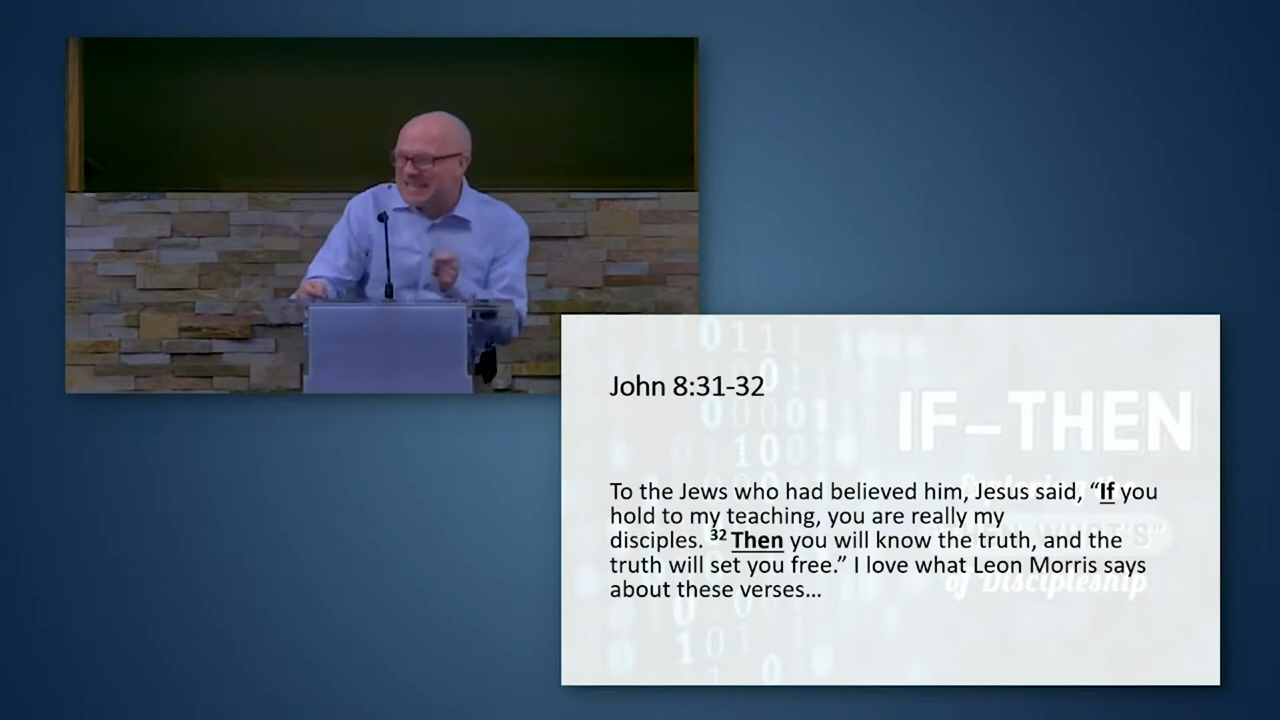 John 8:31-32
IF-THEN
To the Jews who had believed him, Jesus said, “If you
hold to my teaching, you are really my
disciples. 32 Then you will know the truth, and the
truth will set you free.” I love what Leon Morris says
about these verses...
of Discipleship